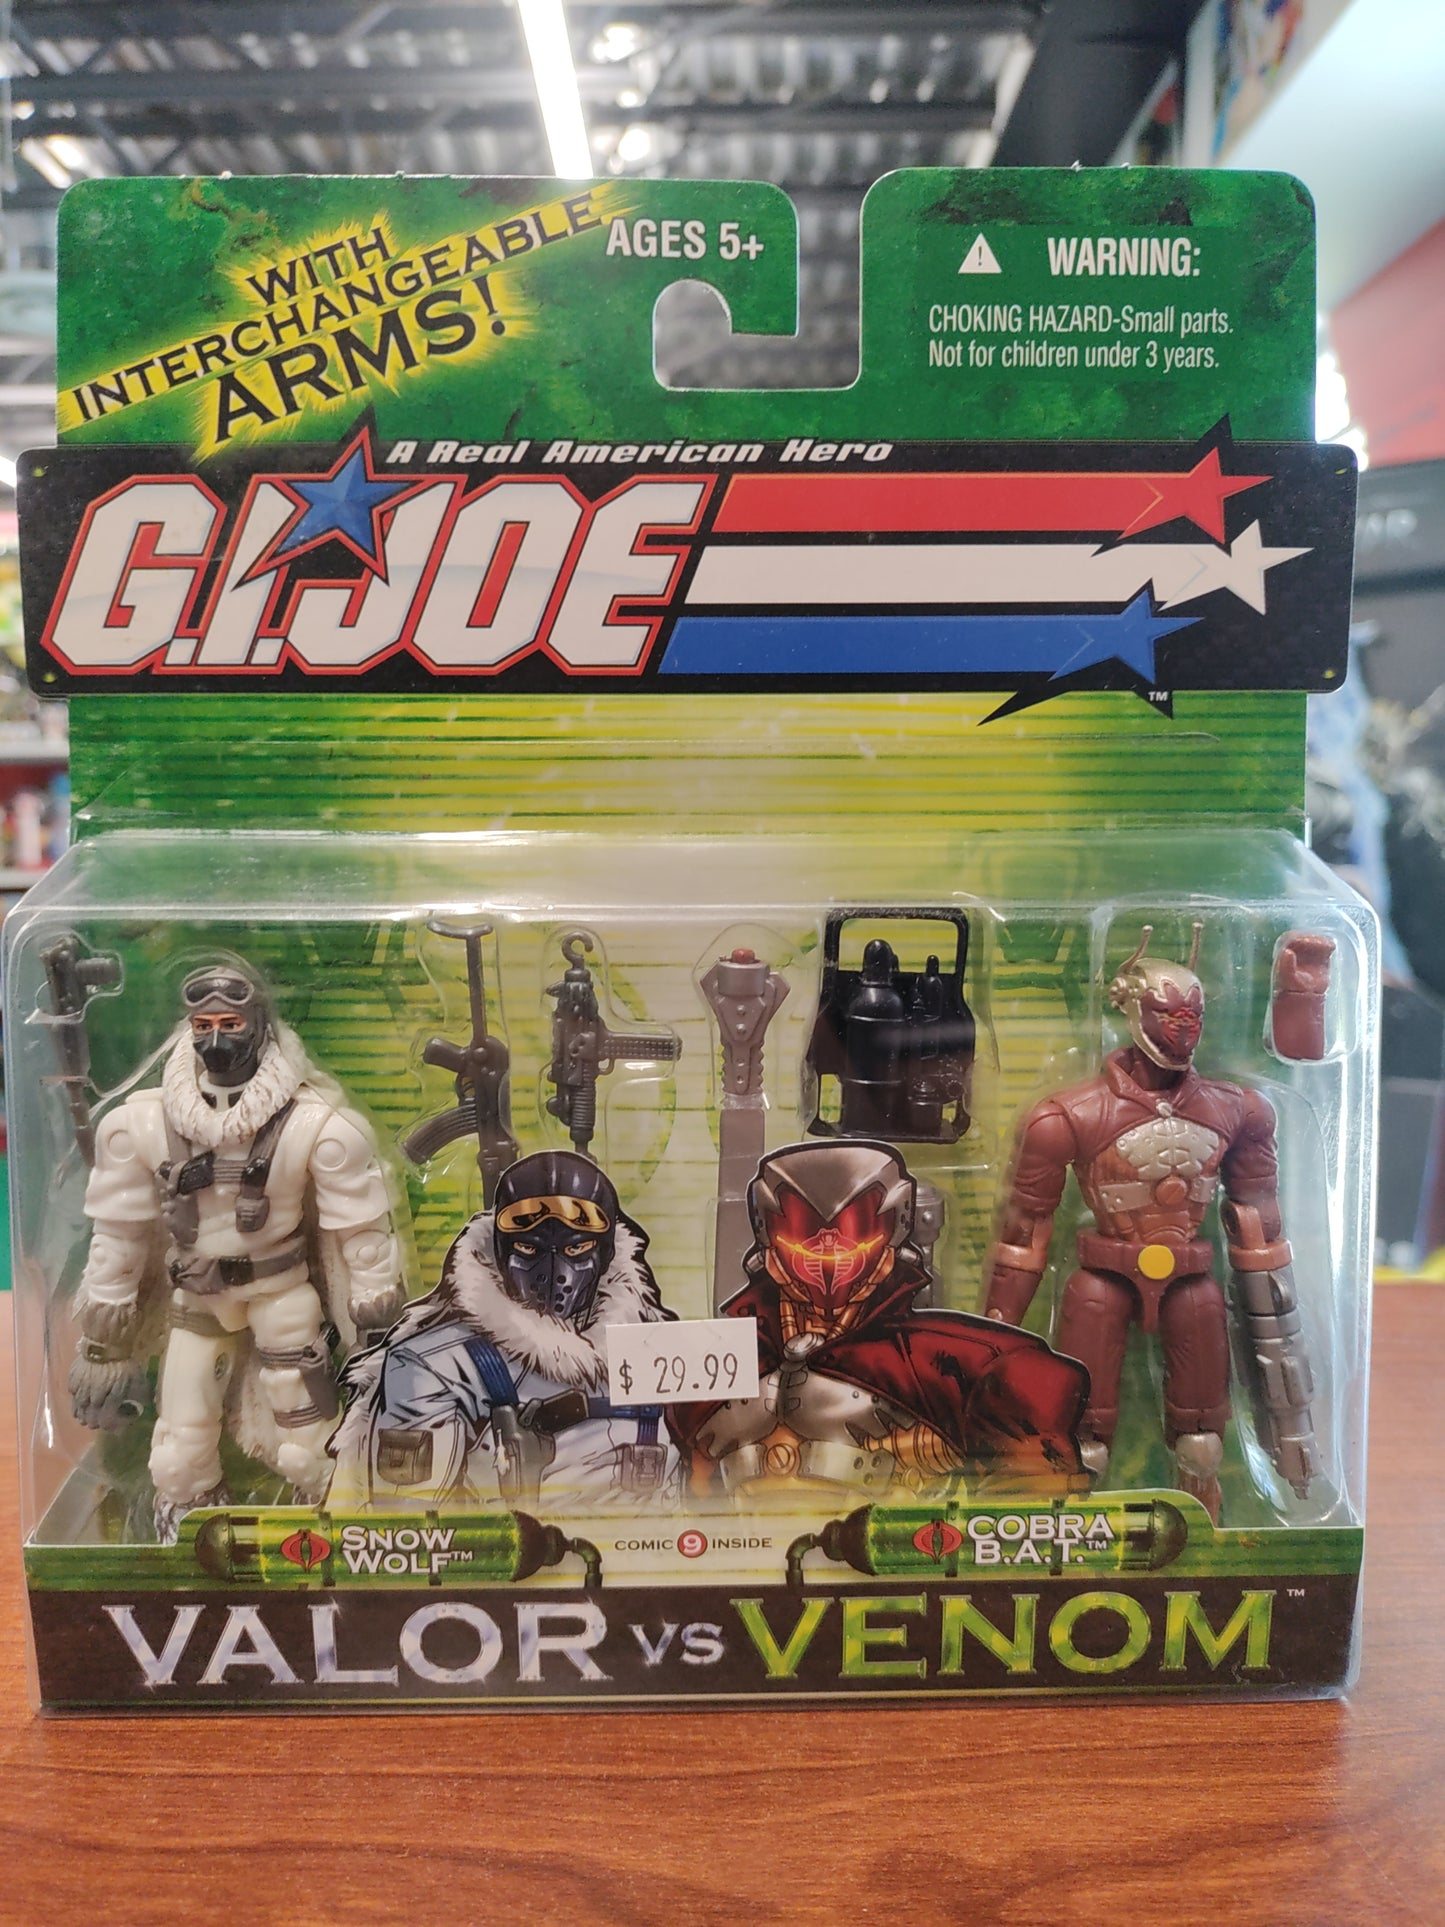 WITH
INTERCHANGEABLE
ARMS!
AGES 5+
WARNING:
CHOKING HAZARD-Small parts.
Not for children under 3 years.
A Real American Hero
G.I.JOE
TM
$ 29.99
SNOW
WOLF™
COMIC 9 INSIDE
COBRA
B.A.T.™
VALOR VS VENOM™